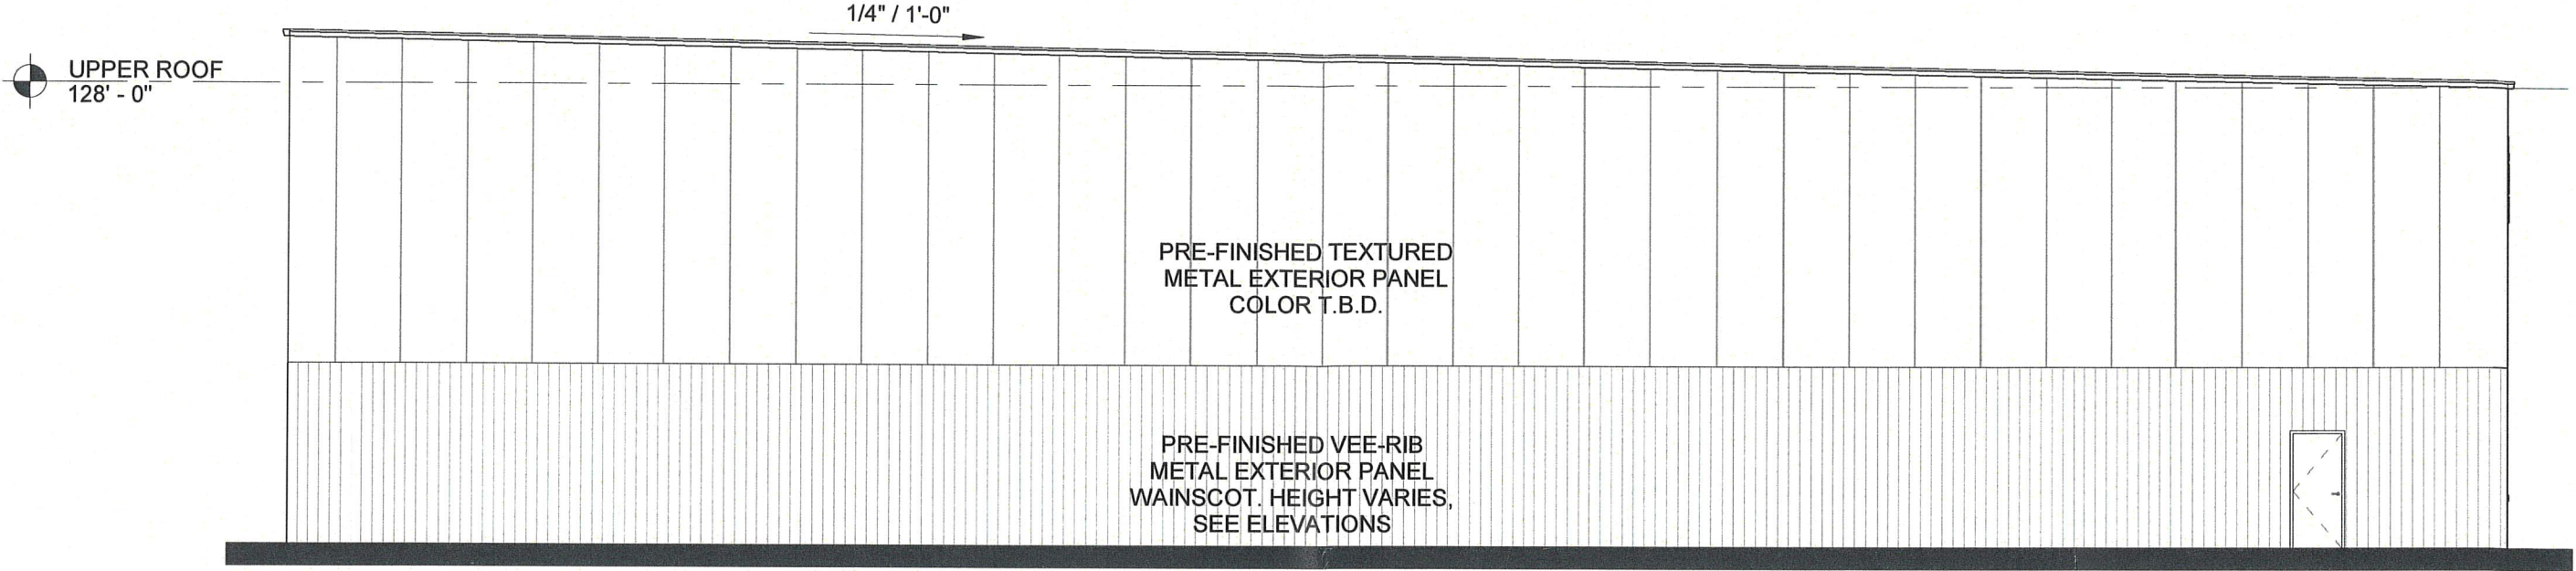 1/4" / 1'-0"
UPPER ROOF
128' - 0"
PRE-FINISHED TEXTURED
METAL EXTERIOR PANEL
COLOR T.B.D.
PRE-FINISHED VEE-RIB
METAL EXTERIOR PANEL
WAINSCOT. HEIGHT VARIES,
SEE ELEVATIONS